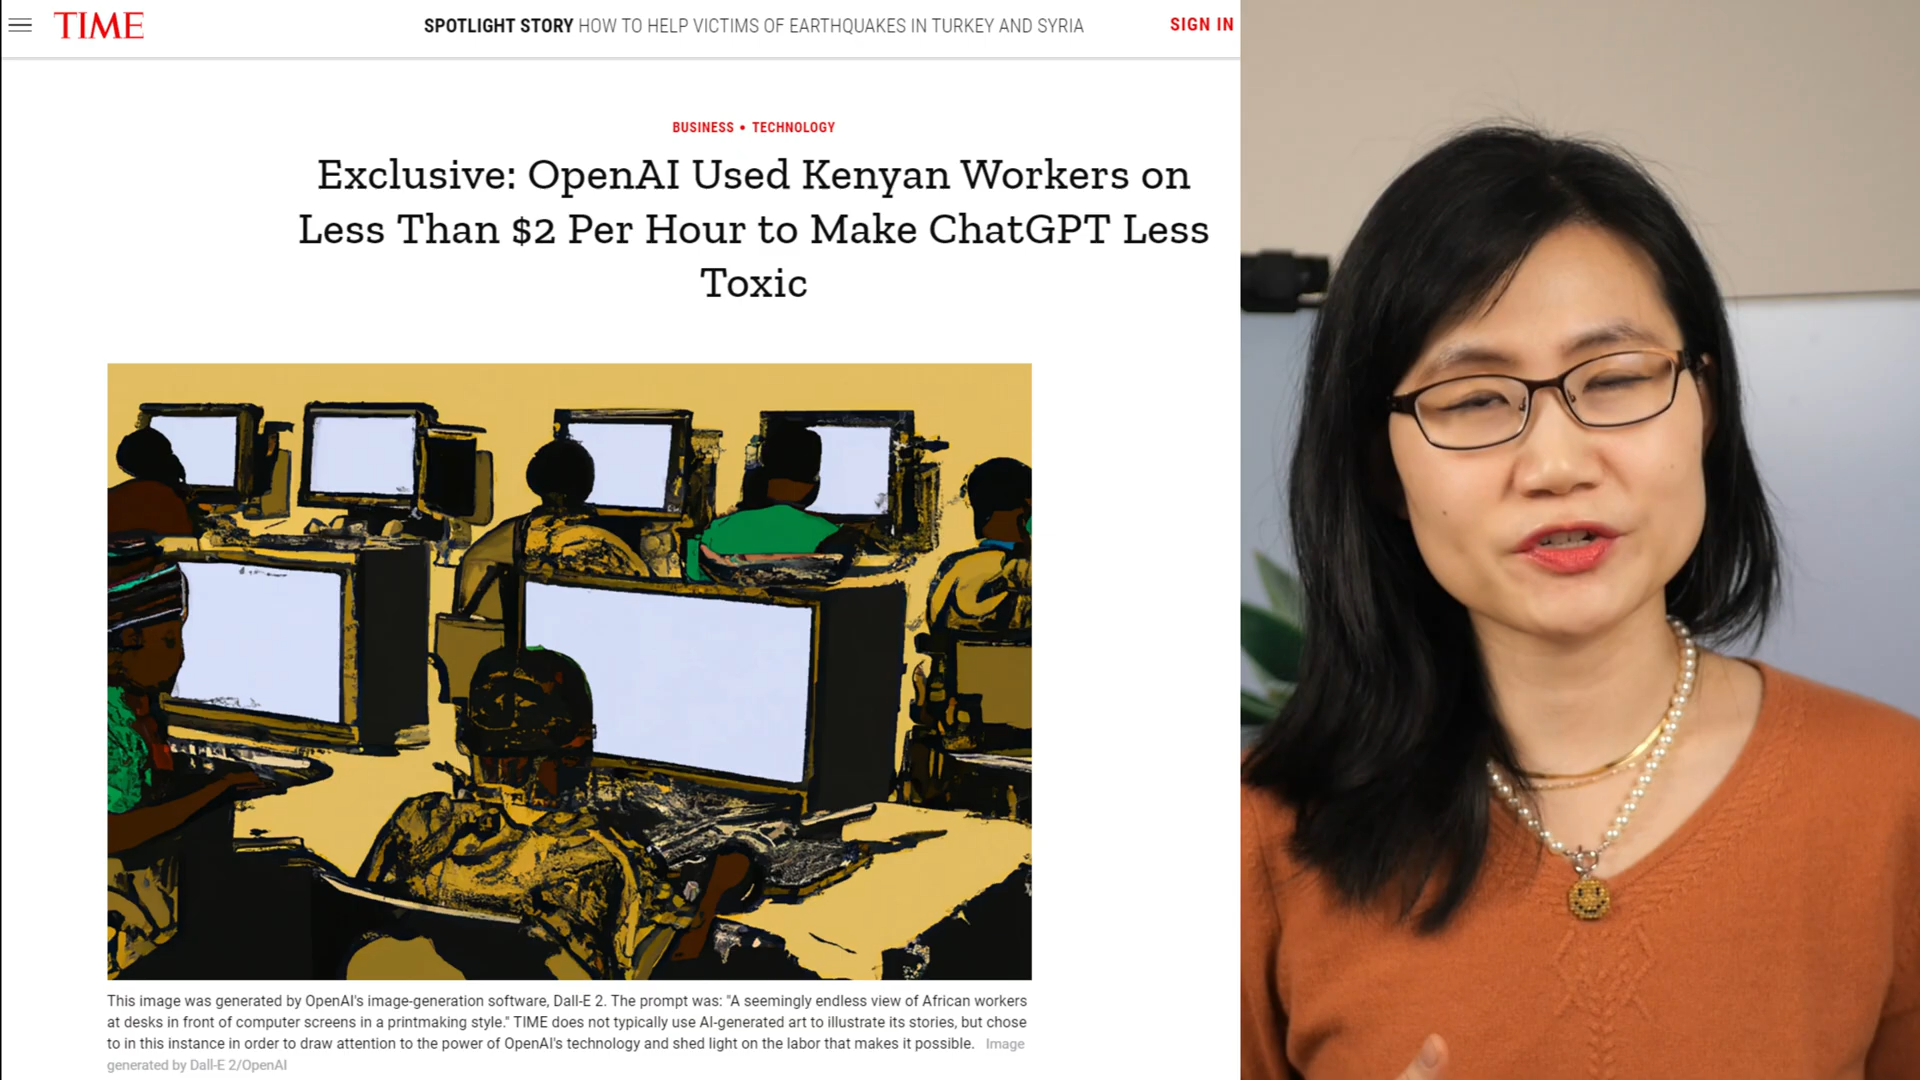 TIME
SPOTLIGHT STORY HOW TO HELP VICTIMS OF EARTHQUAKES IN TURKEY AND SYRIA
SIGN IN
BUSINESS • TECHNOLOGY
Exclusive: OpenAI Used Kenyan Workers on
Less Than $2 Per Hour to Make ChatGPT Less
Toxic
This image was generated by OpenAI's image-generation software, Dall-E 2. The prompt was: "A seemingly endless view of African workers
at desks in front of computer screens in a printmaking style." TIME does not typically use AI-generated art to illustrate its stories, but chose
to in this instance in order to draw attention to the power of OpenAI's technology and shed light on the labor that makes it possible. Image
generated by Dall-E 2/OpenAI